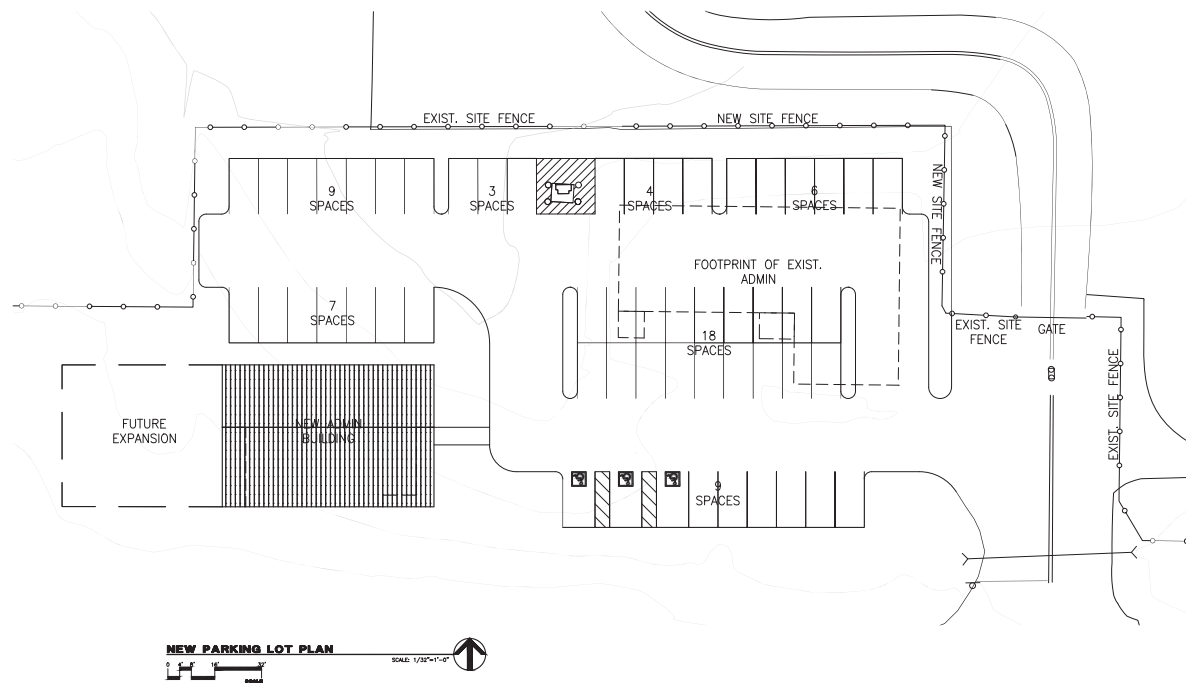 EXIST. SITE FENCE
NEW SITE FENCE
9
SPACES
3
SPACES
4
SPACES
6
SPACES
NEW SITE FENCE
FOOTPRINT OF EXIST.
ADMIN
7
SPACES
18
SPACES
EXIST. SITE
FENCE
GATE
EXIST. SITE FENCE
FUTURE
EXPANSION
NEW ADMIN
BUILDING
9
SPACES
NEW PARKING LOT PLAN
SCALE: 1/32"=1'-0"
0 4' 8' 16' 32'